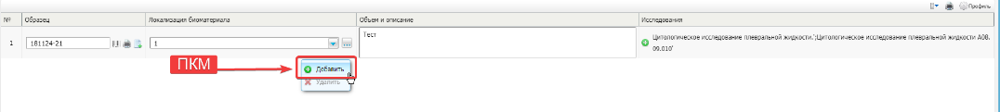 Профиль
№ Образец Локализация биоматериала Объем и описание Исследования
1 181124-21 1 Тест Цитологическое исследование плевральной жидкости.';Цитологическое исследование плевральной жидкости A08.
09.010'
ПКМ Добавить
Удалить